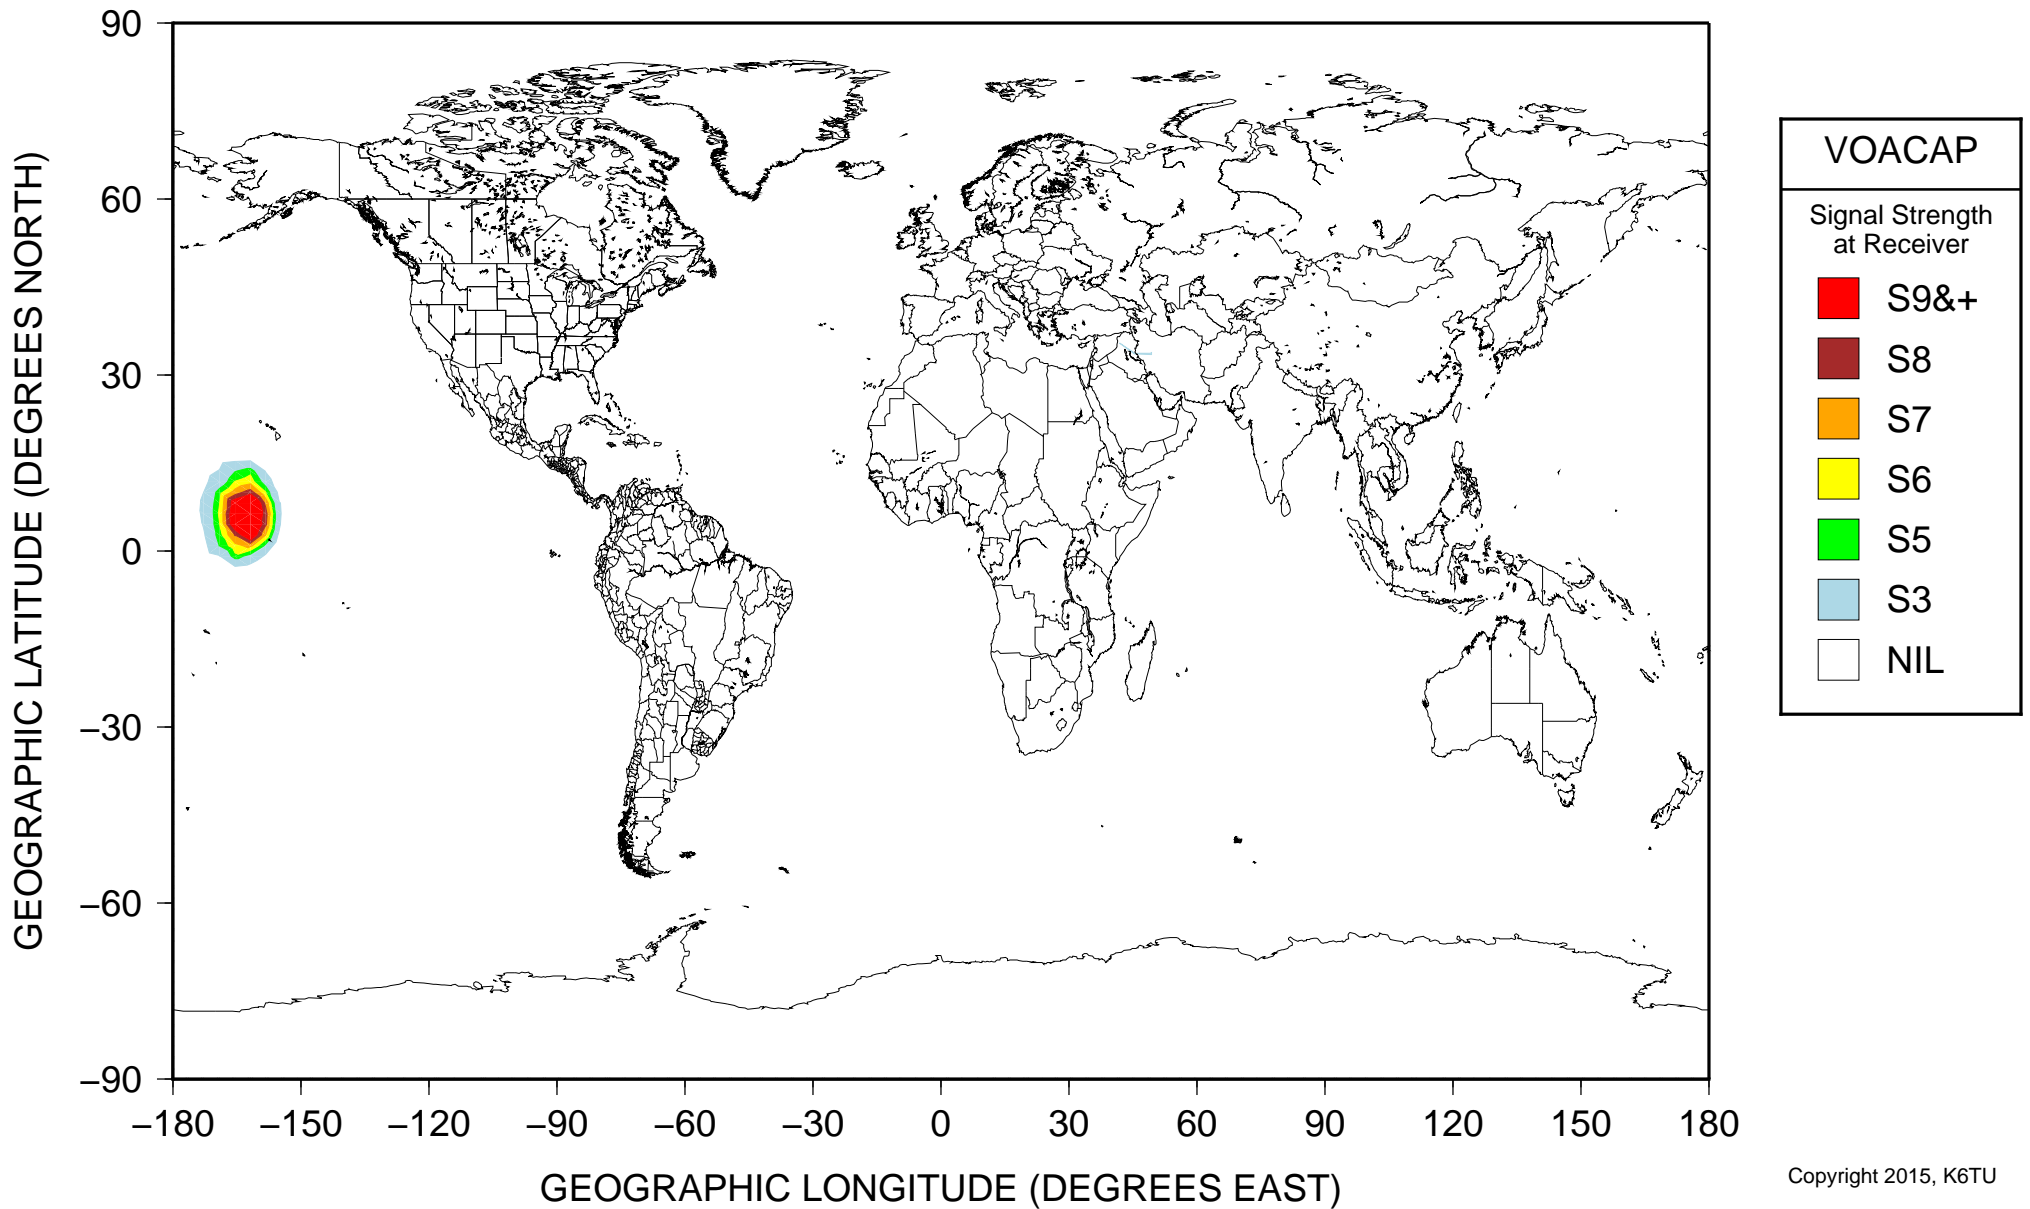 GEOGRAPHIC LATITUDE (DEGREES NORTH)
90
60
30
0
−30
−60
−90
−180 −150 −120 −90 −60 −30 0 30 60 90 120 150 180
GEOGRAPHIC LONGITUDE (DEGREES EAST)
VOACAP
Signal Strength
at Receiver
S9&+
S8
S7
S6
S5
S3
NIL
Copyright 2015, K6TU